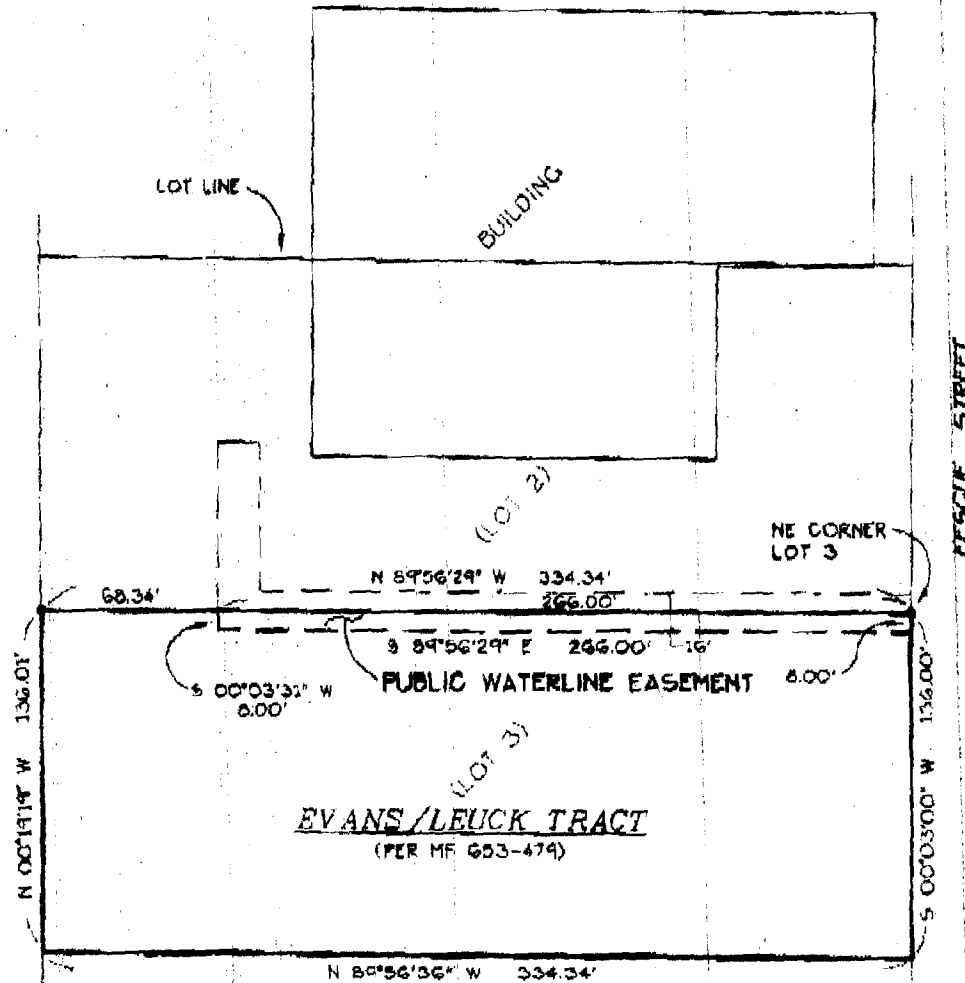 LOT LINE
BUILDING
FESCUE STREET
(LOT 2)
NE CORNER
LOT 3
N 89°56'29" W 334.34'
68.34'
266.00'
S 89°56'29" E 266.00'
16'
S 00°03'31" W
8.00'
PUBLIC WATERLINE EASEMENT
8.00'
N 00°19'19" W 136.01'
S 00°03'00" W 136.00'
(LOT 3)
EVANS/LEUCK TRACT
(PER MF 653-479)
N 89°56'36" W 334.34'